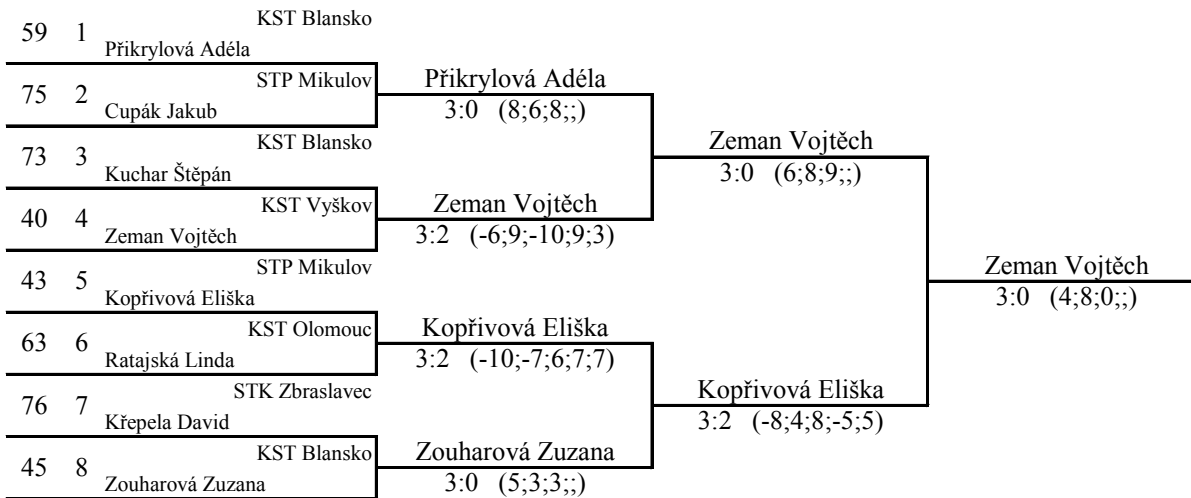 KST Blansko
59 1
Přikrylová Adéla
STP Mikulov
75 2
Cupák Jakub
Přikrylová Adéla
3:0 (8;6;8;;)
KST Blansko
73 3
Kuchar Štěpán
Zeman Vojtěch
3:0 (6;8;9;;)
KST Vyškov
40 4
Zeman Vojtěch
Zeman Vojtěch
3:2 (-6;9;-10;9;3)
STP Mikulov
43 5
Kopřivová Eliška
Zeman Vojtěch
3:0 (4;8;0;;)
KST Olomouc
63 6
Ratajská Linda
Kopřivová Eliška
3:2 (-10;-7;6;7;7)
STK Zbraslavec
76 7
Křepela David
Kopřivová Eliška
3:2 (-8;4;8;-5;5)
KST Blansko
45 8
Zouharová Zuzana
Zouharová Zuzana
3:0 (5;3;3;;)